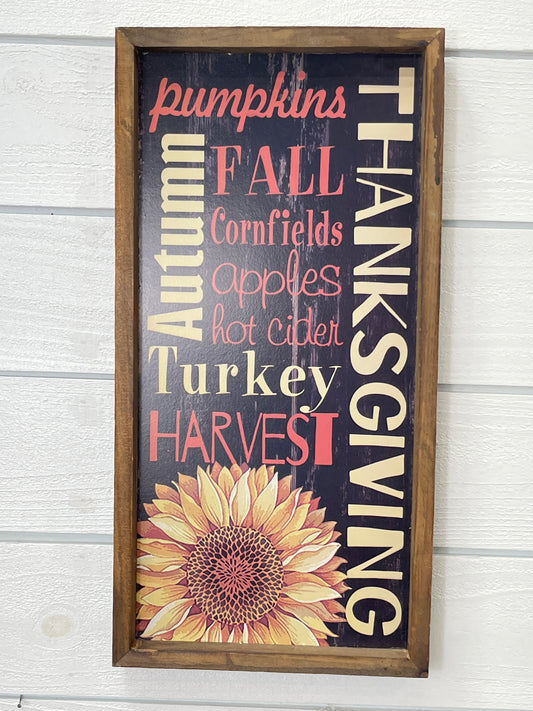 pumpkins
Autumn
FALL
Cornfields
apples
hot cider
Turkey
HARVEST
THANKSGIVING